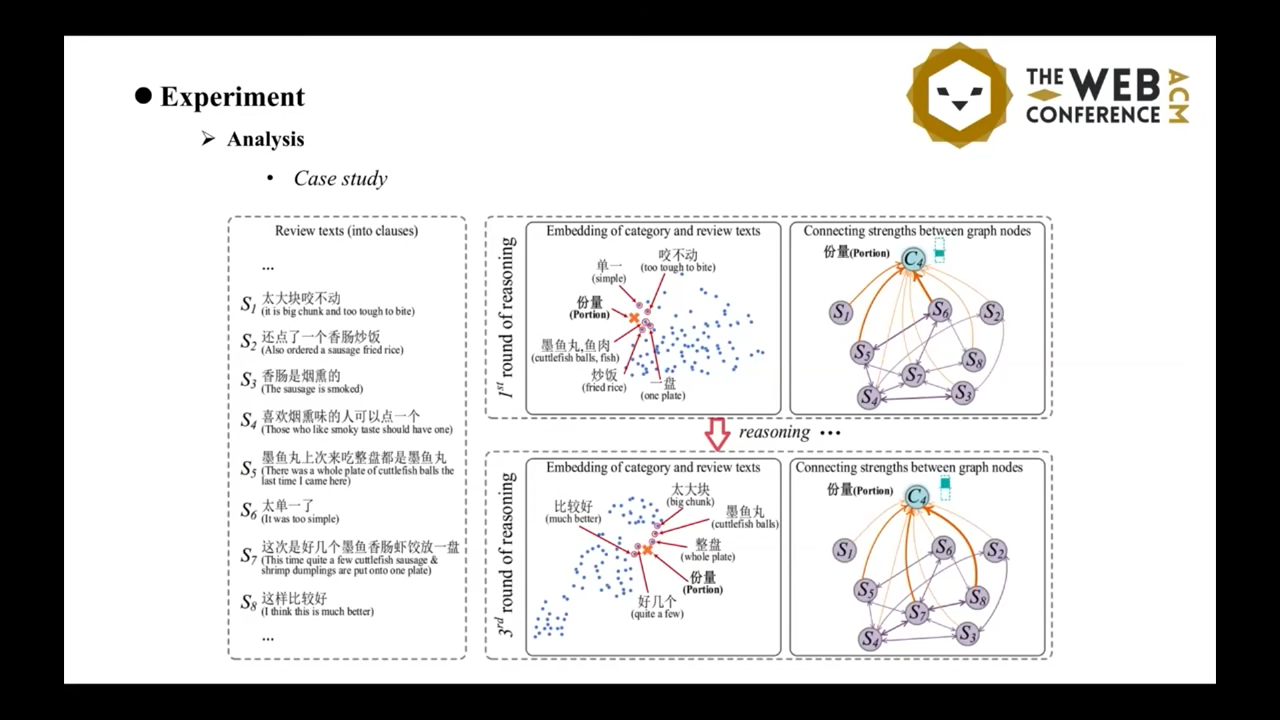 THE WEB
CONFERENCE
ACM
● Experiment
➢ Analysis
• Case study
Review texts (into clauses)
...
S1 太大块咬不动
(it is big chunk and too tough to bite)
S2 还点了一个香肠炒饭
(Also ordered a sausage fried rice)
S3 香肠是烟熏的
(The sausage is smoked)
S4 喜欢烟熏味的人可以点一个
(Those who like smoky taste should have one)
S5 墨鱼丸上次来吃整盘都是墨鱼丸
(There was a whole plate of cuttlefish balls the
last time I came here)
S6 太单一了
(It was too simple)
S7 这次是好几个墨鱼香肠虾饺放一盘
(This time quite a few cuttlefish sausage &
shrimp dumplings are put onto one plate)
S8 这样比较好
(I think this is much better)
...
1st round of reasoning
Embedding of category and review texts
咬不动
(too tough to bite)
单一
(simple)
份量
(Portion)
墨鱼丸,鱼肉
(cuttlefish balls, fish)
炒饭
(fried rice)
一盘
(one plate)
Connecting strengths between graph nodes
份量(Portion)
C4
S1
S6
S2
S5
S8
S7
S4
S3
reasoning ...
3rd round of reasoning
Embedding of category and review texts
太大块
(big chunk)
比较好
(much better)
墨鱼丸
(cuttlefish balls)
整盘
(whole plate)
份量
(Portion)
好几个
(quite a few)
Connecting strengths between graph nodes
份量(Portion)
C4
S1
S6
S2
S5
S8
S7
S4
S3